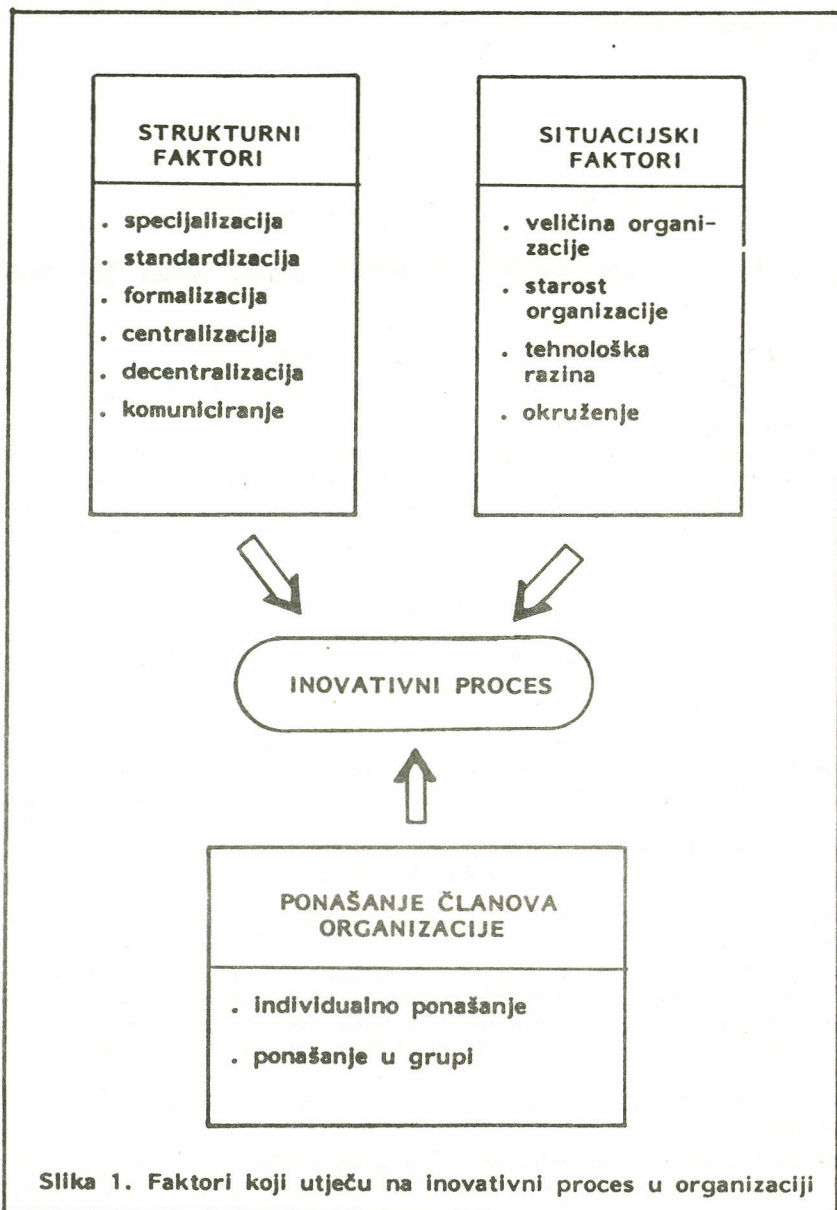 STRUKTURNI
FAKTORI
. specijalizacija
. standardizacija
. formalizacija
. centralizacija
. decentralizacija
. komuniciranje
SITUACIJSKI
FAKTORI
. veličina organi-
zacije
. starost
organizacije
. tehnološka
razina
. okruženje
INOVATIVNI PROCES
PONAŠANJE ČLANOVA
ORGANIZACIJE
. individualno ponašanje
. ponašanje u grupi
Slika 1. Faktori koji utječu na inovativni proces u organizaciji